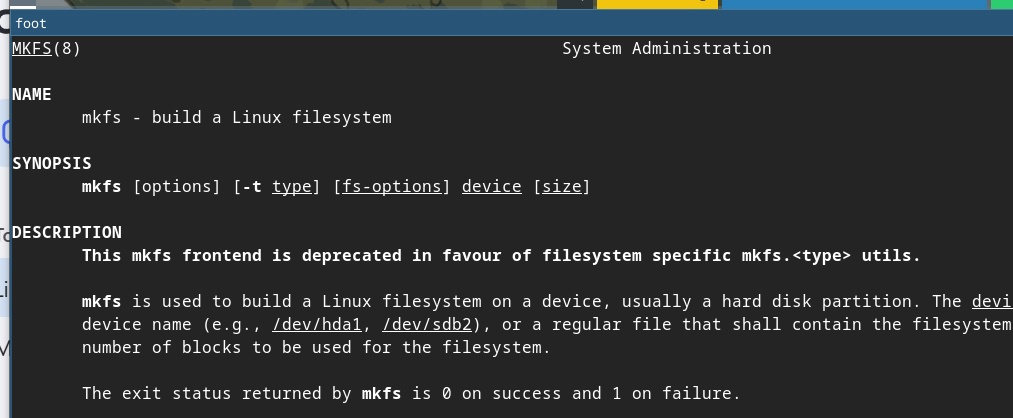 foot
MKFS(8) System Administration
NAME
mkfs - build a Linux filesystem
SYNOPSIS
mkfs [options] [-t type] [fs-options] device [size]
DESCRIPTION
This mkfs frontend is deprecated in favour of filesystem specific mkfs.<type> utils.
mkfs is used to build a Linux filesystem on a device, usually a hard disk partition. The devi
device name (e.g., /dev/hda1, /dev/sdb2), or a regular file that shall contain the filesystem
number of blocks to be used for the filesystem.
The exit status returned by mkfs is 0 on success and 1 on failure.